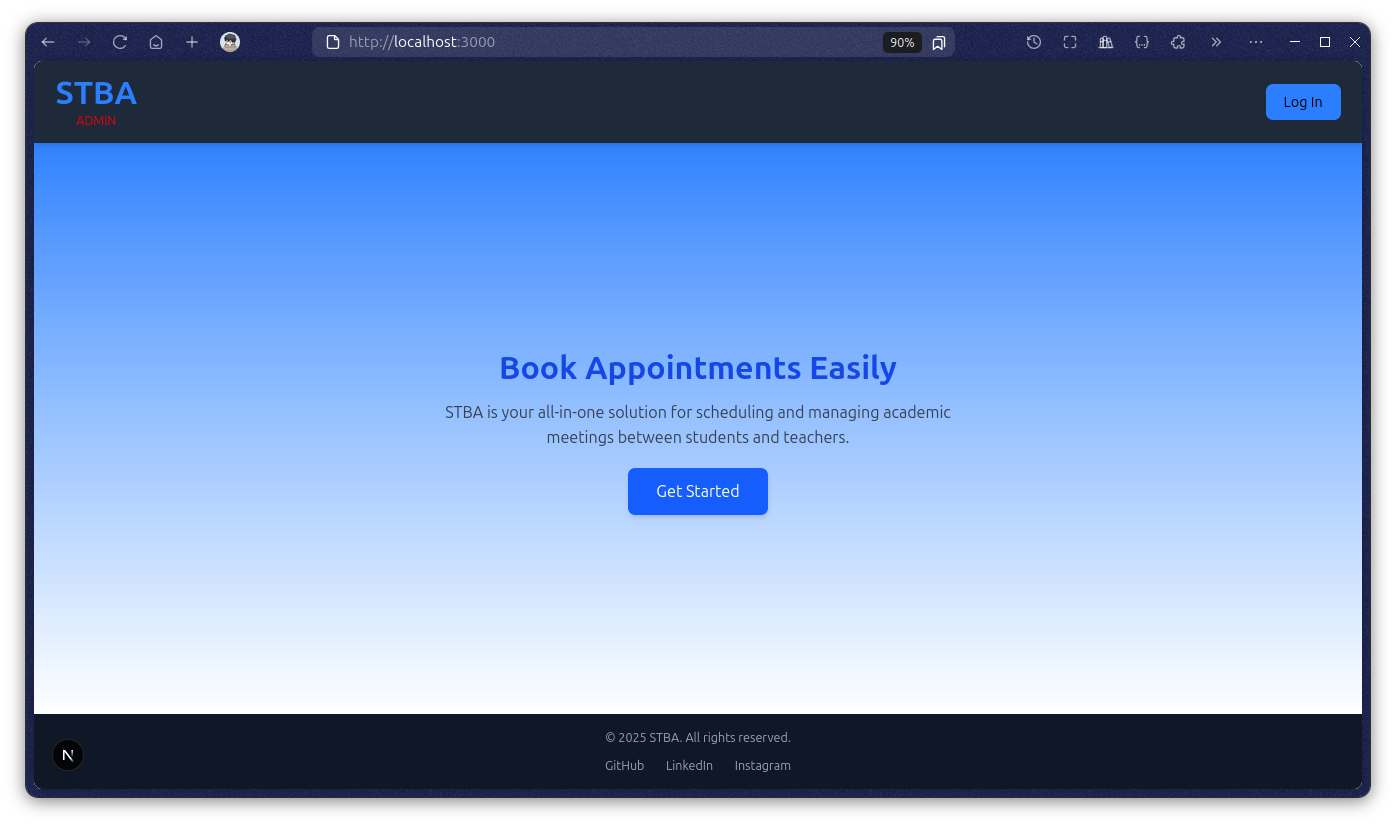 http://localhost:3000
90%
STBA
ADMIN
Log In
Book Appointments Easily
STBA is your all-in-one solution for scheduling and managing academic
meetings between students and teachers.
Get Started
© 2025 STBA. All rights reserved.
GitHub LinkedIn Instagram
N